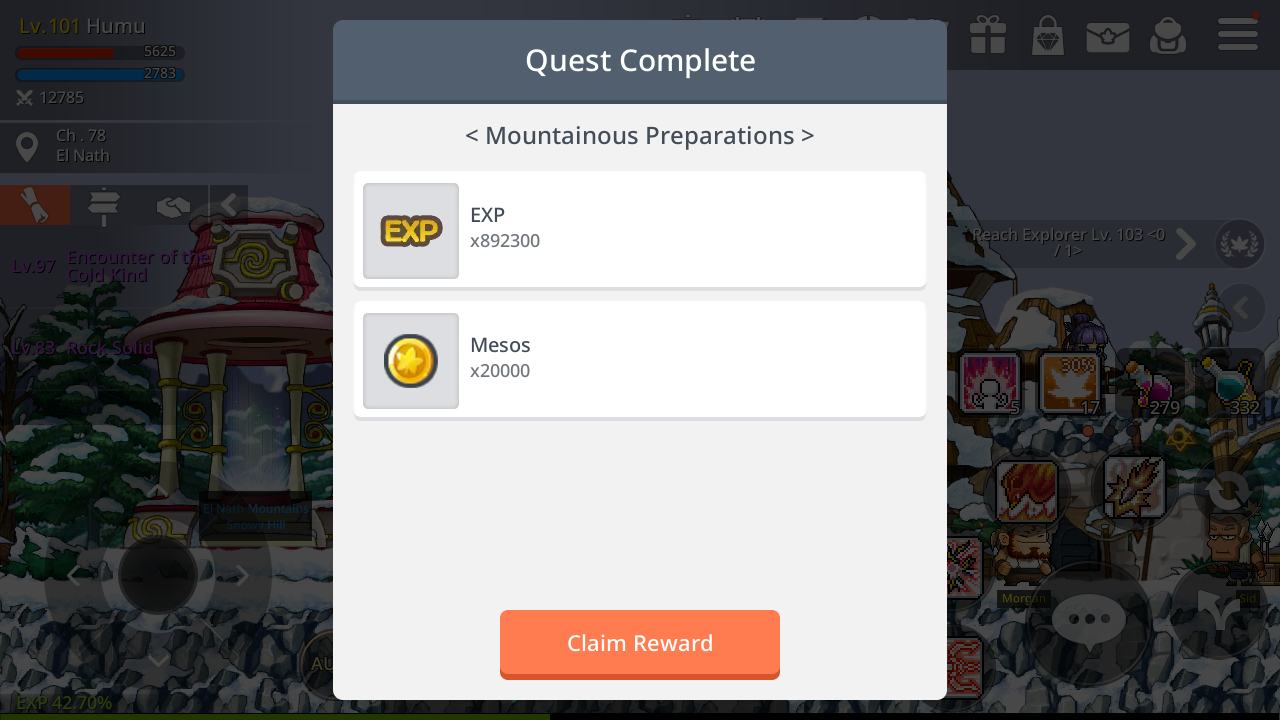 Lv.101 Humu
5625
2783
12785
Ch . 78
El Nath
Lv.97 Encounter of the
Cold Kind
Lv.83 Rock Solid
El Nath Mountains
Snowy Hill
EXP 42.70%
Quest Complete
< Mountainous Preparations >
EXP
EXP
x892300
Mesos
x20000
Claim Reward
Reach Explorer Lv. 103 <0
/ 1>
30%
5
17
279
332
Morgan
Sid
AU